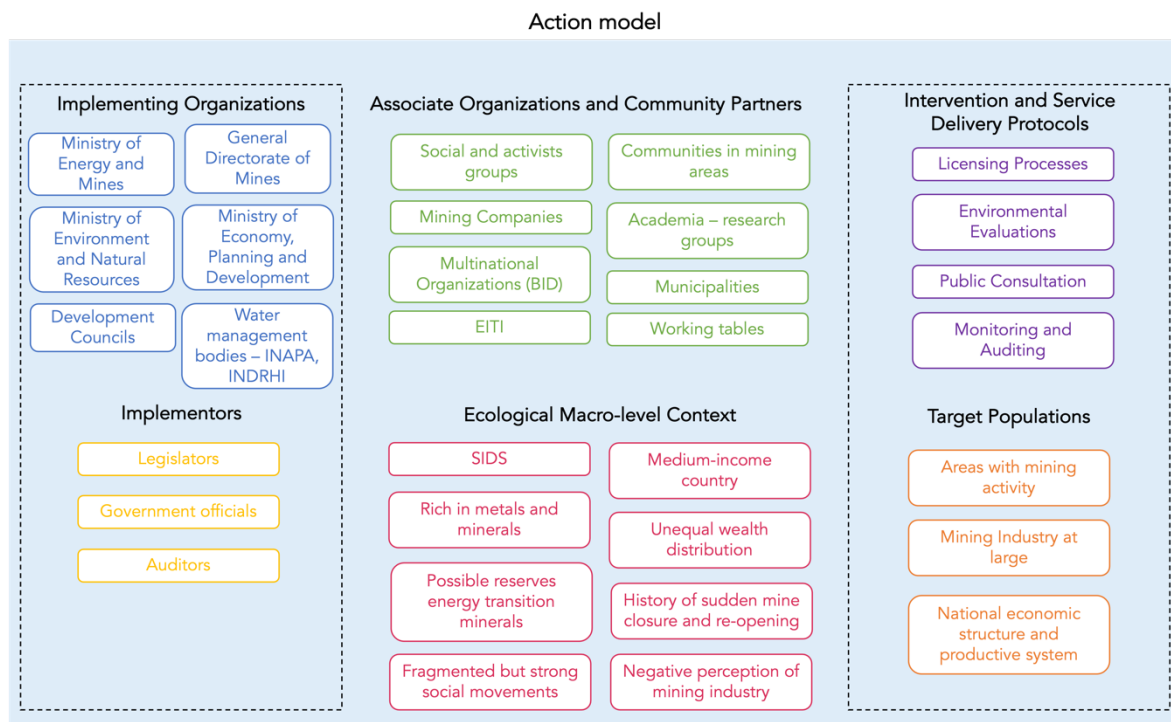 Action model
Implementing Organizations
Ministry of
Energy and
Mines
General
Directorate of
Mines
Ministry of
Environment
and Natural
Resources
Ministry of
Economy,
Planning and
Development
Development
Councils
Water
management
bodies – INAPA,
INDRHI
Implementors
Legislators
Government officials
Auditors
Associate Organizations and Community Partners
Social and activists
groups
Communities in mining
areas
Mining Companies
Academia – research
groups
Multinational
Organizations (BID)
Municipalities
EITI
Working tables
Ecological Macro-level Context
SIDS
Medium-income
country
Rich in metals and
minerals
Unequal wealth
distribution
Possible reserves
energy transition
minerals
History of sudden mine
closure and re-opening
Fragmented but strong
social movements
Negative perception of
mining industry
Intervention and Service
Delivery Protocols
Licensing Processes
Environmental
Evaluations
Public Consultation
Monitoring and
Auditing
Target Populations
Areas with mining
activity
Mining Industry at
large
National economic
structure and
productive system